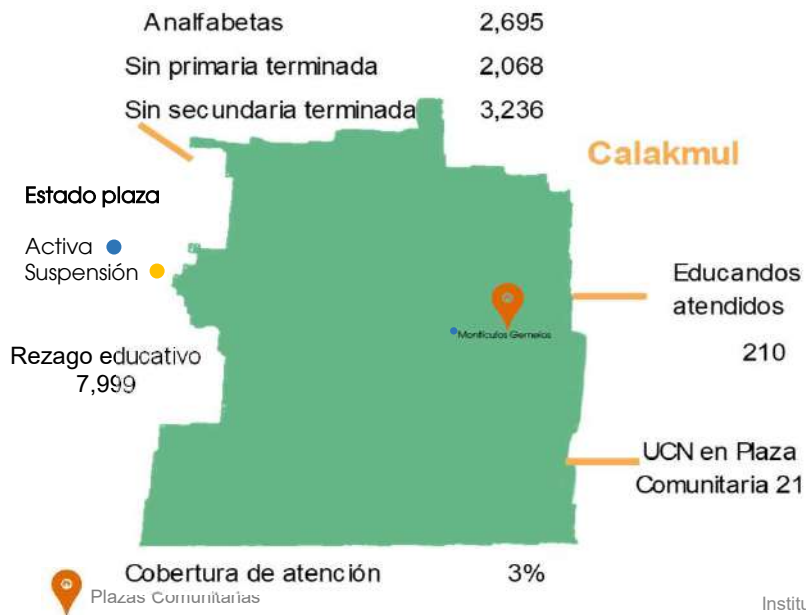 Analfabetas 2,695
Sin primaria terminada 2,068
Sin secundaria terminada 3,236
Calakmul
Estado plaza
Activa
Suspensión
Educandos
atendidos
210
Montículos Gemelos
Rezago educativo
7,999
UCN en Plaza
Comunitaria 21
Cobertura de atención 3%
Plazas Comunitarias
Institu